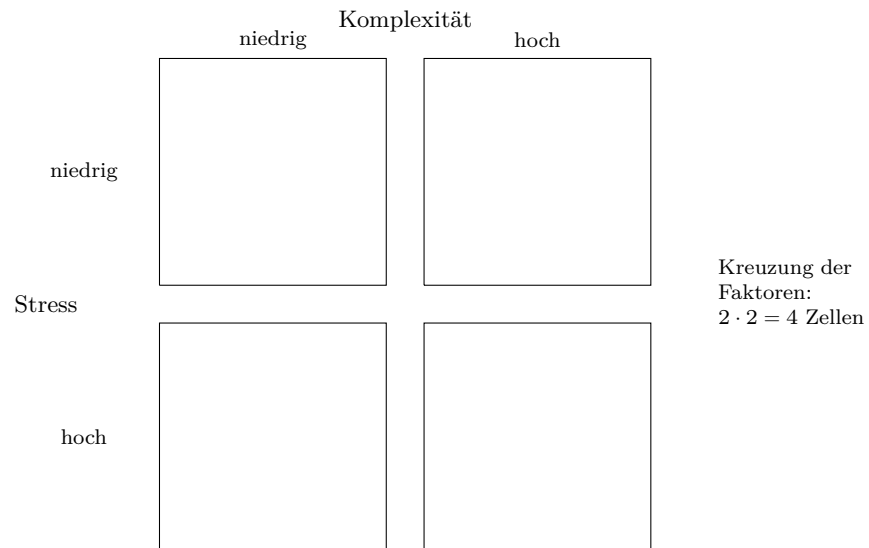 Komplexität
niedrig
hoch
niedrig
Stress
hoch
Kreuzung der
Faktoren:
2 · 2 = 4 Zellen